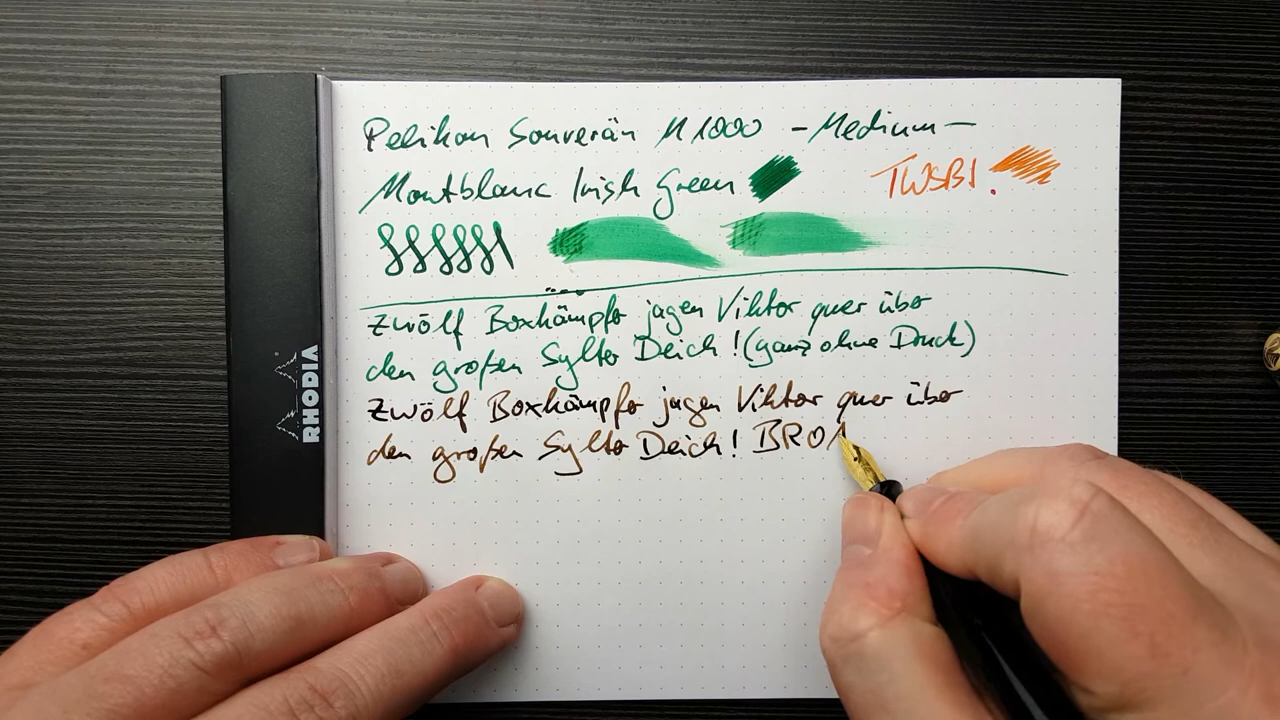 Pelikan Souverän M1000 – Medium –
Montblanc Irish Green
TWSBI.
Zwölf Boxkämpfer jagen Viktor quer über
den großen Sylter Deich! (ganz ohne Druck)
Zwölf Boxkämpfer jagen Viktor quer über
den großen Sylter Deich! BROA
RHODIA